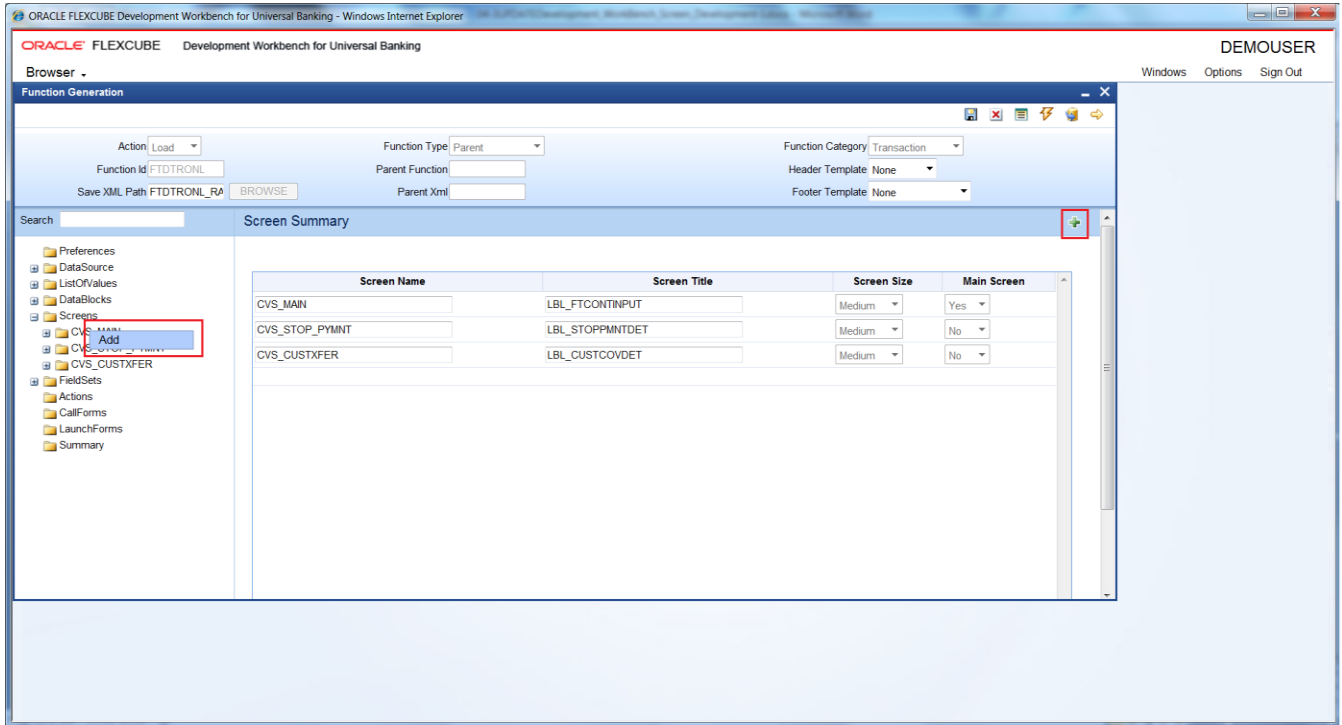 ORACLE FLEXCUBE Development Workbench for Universal Banking - Windows Internet Explorer
ORACLE FLEXCUBE Development Workbench for Universal Banking
DEMOUSER
Browser
Windows Options Sign Out
Function Generation
Action Load Function Type Parent Function Category Transaction
Function Id FTDTRONL Parent Function Header Template None
Save XML Path FTDTRONL_RA BROWSE Parent Xml Footer Template None
Search Screen Summary
Preferences
DataSource
ListOfValues
DataBlocks
Screens
CVS_MAIN
Add
CVS_STOP_PYMNT
CVS_CUSTXFER
FieldSets
Actions
CallForms
LaunchForms
Summary
Screen Name Screen Title Screen Size Main Screen
CVS_MAIN LBL_FTCONTINPUT Medium Yes
CVS_STOP_PYMNT LBL_STOPPMNTDET Medium No
CVS_CUSTXFER LBL_CUSTCOVDET Medium No